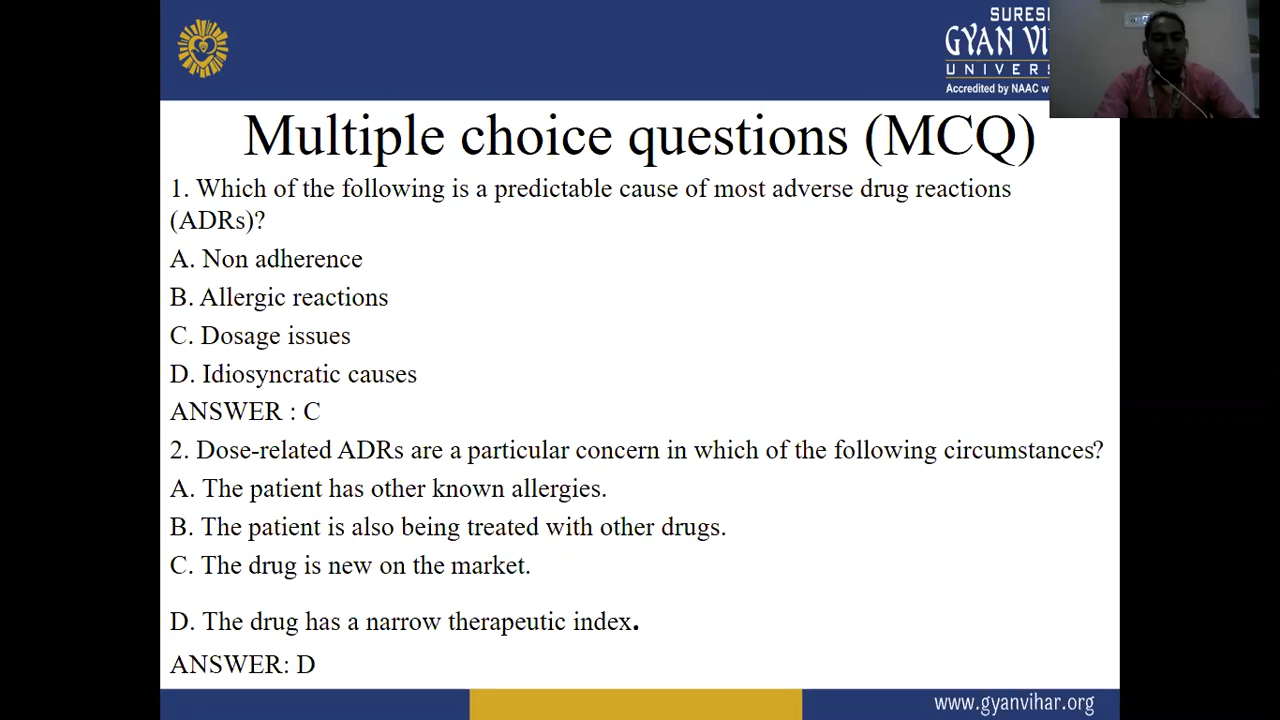 SURES
GYAN VI
UNIVERS
Accredited by NAAC w
Multiple choice questions (MCQ)
1. Which of the following is a predictable cause of most adverse drug reactions
(ADRs)?
A. Non adherence
B. Allergic reactions
C. Dosage issues
D. Idiosyncratic causes
ANSWER : C
2. Dose-related ADRs are a particular concern in which of the following circumstances?
A. The patient has other known allergies.
B. The patient is also being treated with other drugs.
C. The drug is new on the market.
D. The drug has a narrow therapeutic index.
ANSWER: D
www.gyanvihar.org